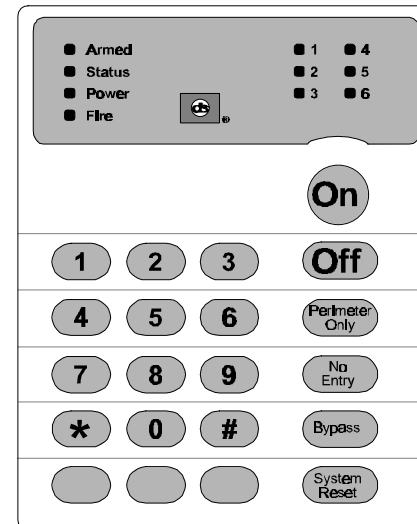 Armed 1 4
Status 2 5
Power 3 6
Fire
ds ®
On
1 2 3 Off
4 5 6 Perimeter
Only
7 8 9 No
Entry
* 0 # Bypass
System
Reset